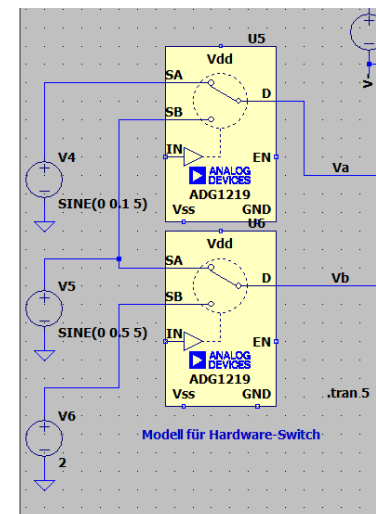 U5
Vdd
SA
SB
D
IN
EN
ANALOG
DEVICES
ADG1219
Vss
GND
V4
SINE(0 0.1 5)
Va
V-
U6
Vdd
SA
SB
D
IN
EN
ANALOG
DEVICES
ADG1219
Vss
GND
V5
SINE(0 0.5 5)
Vb
V6
2
.tran 5
Modell für Hardware-Switch